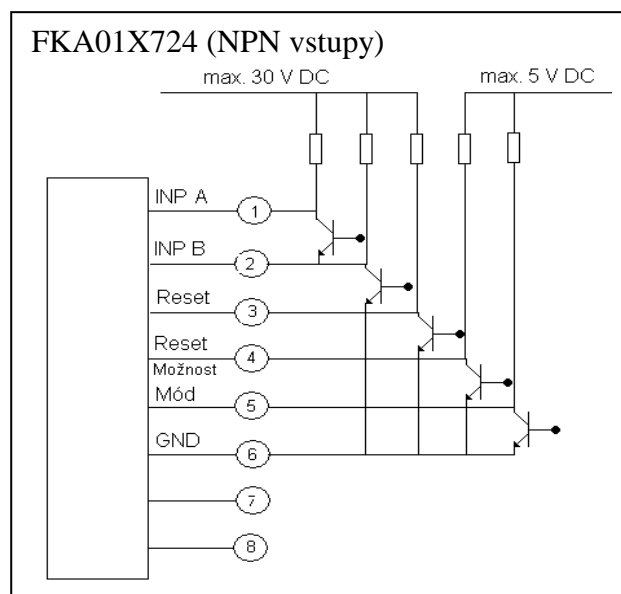 FKA01X724 (NPN vstupy)
max. 30 V DC
max. 5 V DC
INP A
1
INP B
2
Reset
3
Reset
4
Možnost
Mód
5
GND
6
7
8